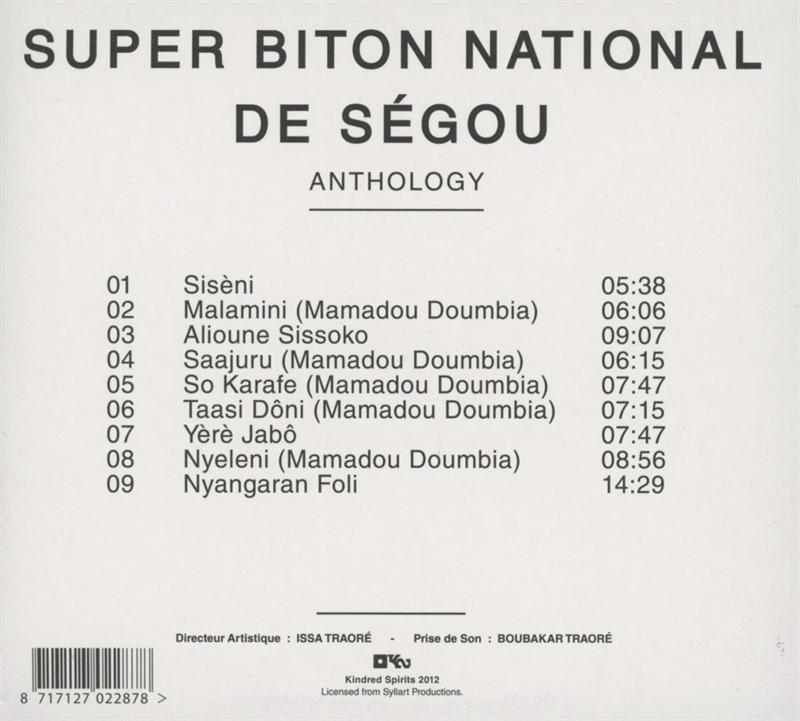 SUPER BITON NATIONAL
DE SÉGOU
ANTHOLOGY
01 Sisèni 05:38
02 Malamini (Mamadou Doumbia) 06:06
03 Alioune Sissoko 09:07
04 Saajuru (Mamadou Doumbia) 06:15
05 So Karafe (Mamadou Doumbia) 07:47
06 Taasi Dôni (Mamadou Doumbia) 07:15
07 Yèrè Jabô 07:47
08 Nyeleni (Mamadou Doumbia) 08:56
09 Nyangaran Foli 14:29
Directeur Artistique : ISSA TRAORÉ - Prise de Son : BOUBAKAR TRAORÉ
Kindred Spirits 2012
Licensed from Syllart Productions.
8 717127 022878 >